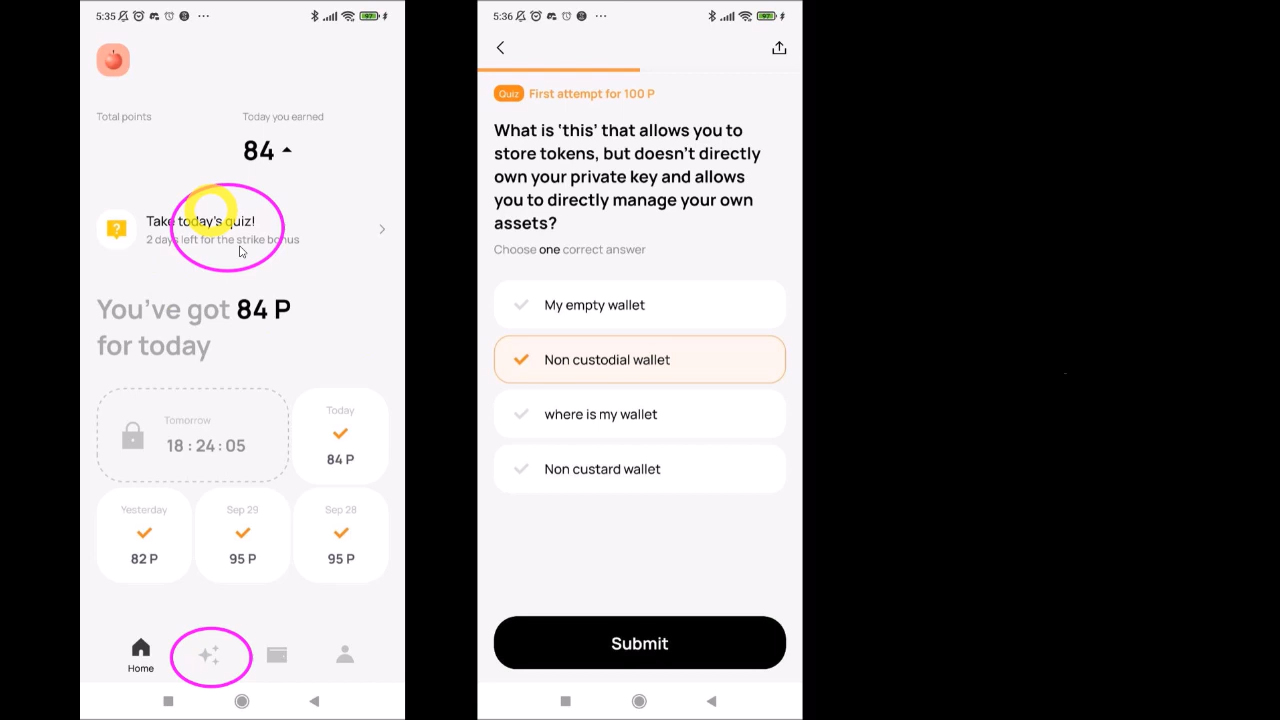 5:35
97
Total points
Today you earned
84
Take today's quiz!
2 days left for the strike bonus
You've got 84 P
for today
Tomorrow
18 : 24 : 05
Today
84 P
Yesterday
82 P
Sep 29
95 P
Sep 28
95 P
Home
5:36
97
Quiz First attempt for 100 P
What is 'this' that allows you to
store tokens, but doesn't directly
own your private key and allows
you to directly manage your own
assets?
Choose one correct answer
My empty wallet
Non custodial wallet
where is my wallet
Non custard wallet
Submit